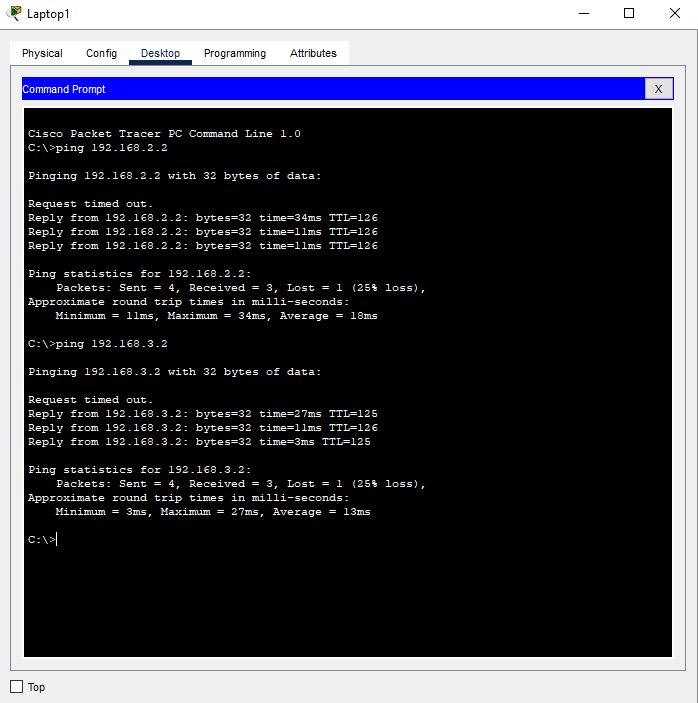 Laptop1
Physical Config Desktop Programming Attributes
Command Prompt X
Cisco Packet Tracer PC Command Line 1.0
C:\>ping 192.168.2.2
Pinging 192.168.2.2 with 32 bytes of data:
Request timed out.
Reply from 192.168.2.2: bytes=32 time=34ms TTL=126
Reply from 192.168.2.2: bytes=32 time=11ms TTL=126
Reply from 192.168.2.2: bytes=32 time=11ms TTL=126
Ping statistics for 192.168.2.2:
    Packets: Sent = 4, Received = 3, Lost = 1 (25% loss),
Approximate round trip times in milli-seconds:
    Minimum = 11ms, Maximum = 34ms, Average = 18ms
C:\>ping 192.168.3.2
Pinging 192.168.3.2 with 32 bytes of data:
Request timed out.
Reply from 192.168.3.2: bytes=32 time=27ms TTL=125
Reply from 192.168.3.2: bytes=32 time=11ms TTL=126
Reply from 192.168.3.2: bytes=32 time=3ms TTL=125
Ping statistics for 192.168.3.2:
    Packets: Sent = 4, Received = 3, Lost = 1 (25% loss),
Approximate round trip times in milli-seconds:
    Minimum = 3ms, Maximum = 27ms, Average = 13ms
C:\>
Top